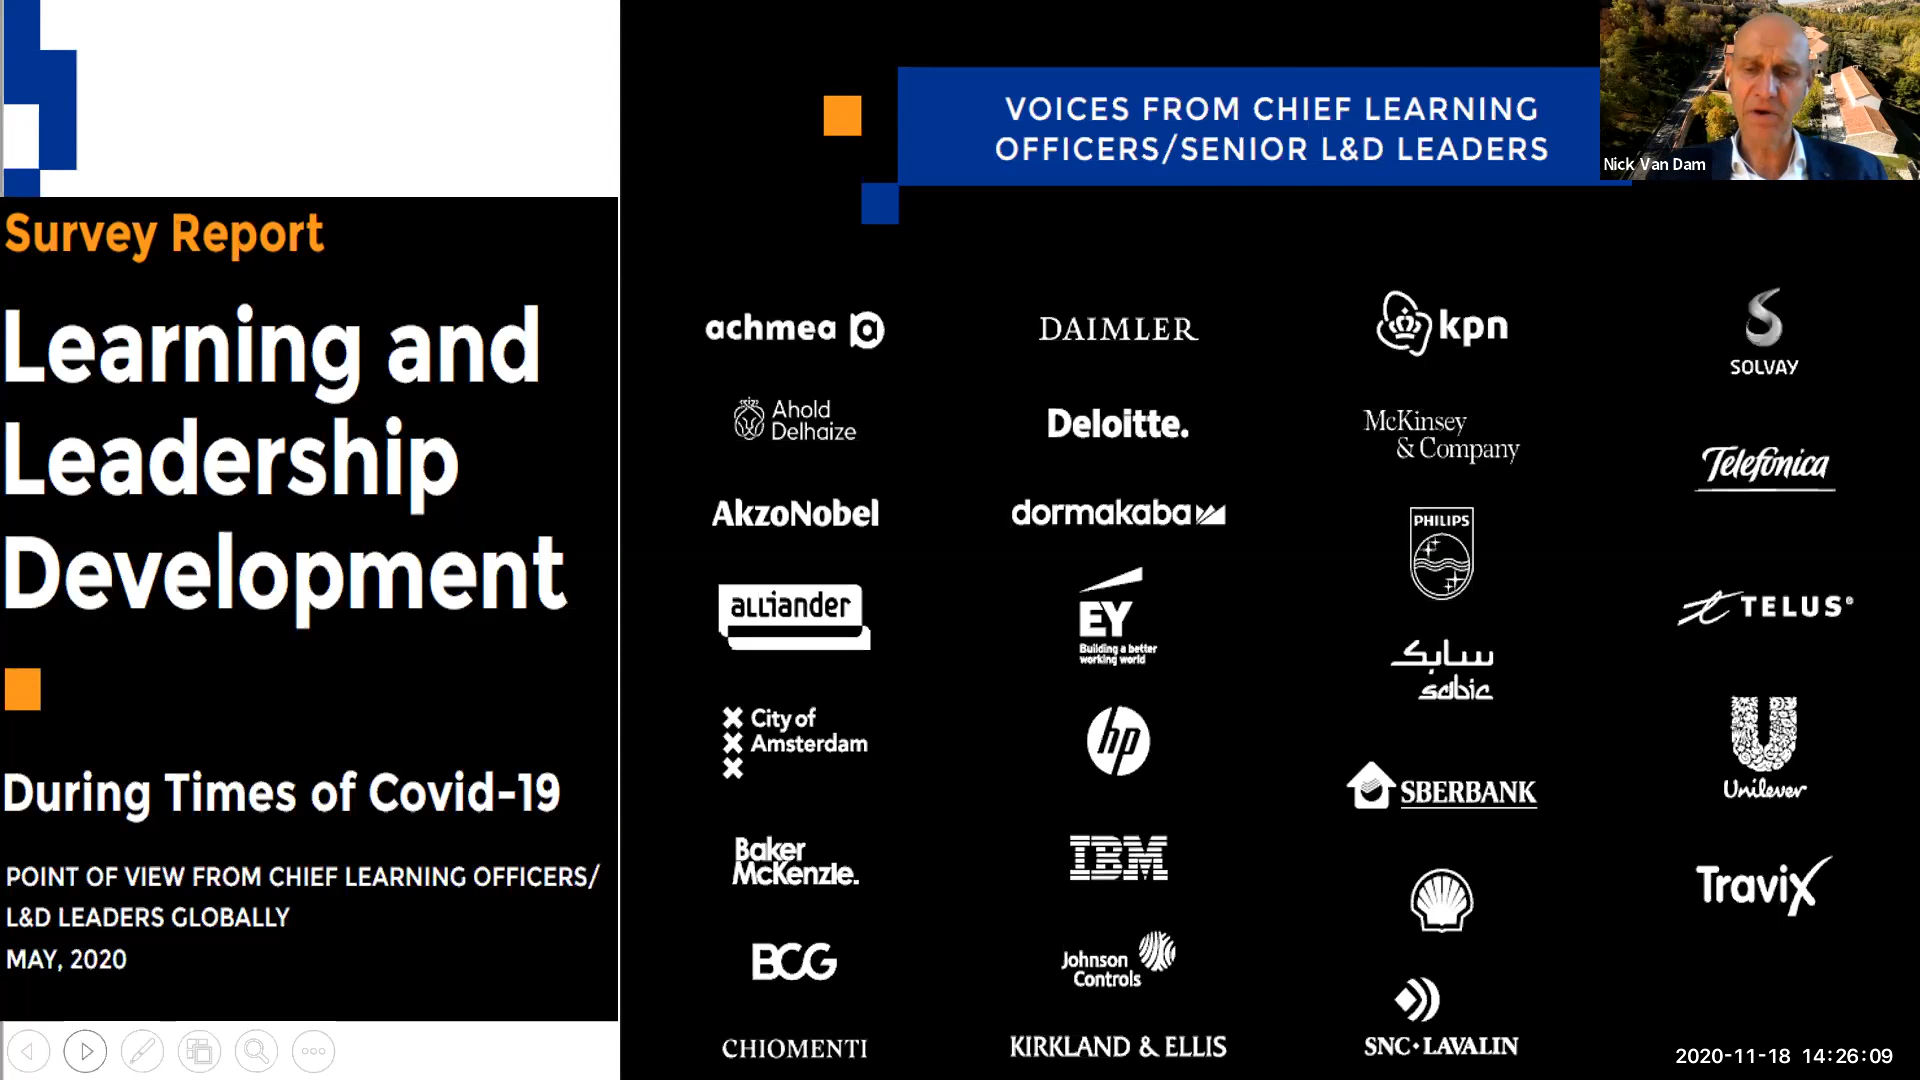 Survey Report
Learning and
Leadership
Development
During Times of Covid-19
POINT OF VIEW FROM CHIEF LEARNING OFFICERS/
L&D LEADERS GLOBALLY
MAY, 2020
VOICES FROM CHIEF LEARNING
OFFICERS/SENIOR L&D LEADERS
Nick Van Dam
achmea
Ahold
Delhaize
AkzoNobel
alliander
City of
Amsterdam
Baker
McKenzie.
BCG
CHIOMENTI
DAIMLER
Deloitte.
dormakaba
EY
Building a better
working world
hp
IBM
Johnson
Controls
KIRKLAND & ELLIS
kpn
McKinsey
& Company
PHILIPS
سابك
sabic
SBERBANK
SNC·LAVALIN
SOLVAY
Telefónica
TELUS®
Unilever
Travix
2020-11-18 14:26:09